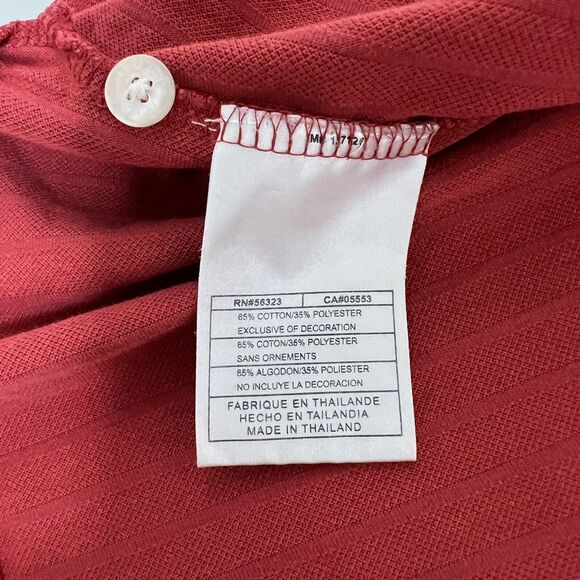 RN#56323 CA#05553
65% COTTON/35% POLYESTER
EXCLUSIVE OF DECORATION
65% COTON/35% POLYESTER
SANS ORNEMENTS
65% ALGODON/35% POLIESTER
NO INCLUYE LA DECORACION
FABRIQUE EN THAILANDE
HECHO EN TAILANDIA
MADE IN THAILAND